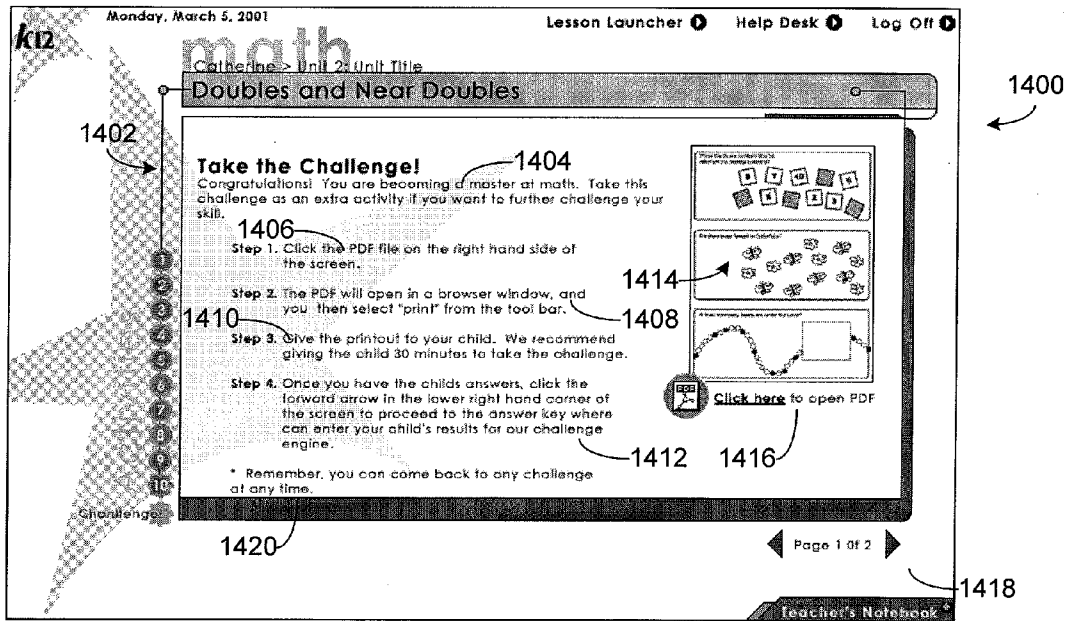 Monday, March 5, 2001
Lesson Launcher
Help Desk
Log Off
k12
math
Catherine > Unit 2: Unit Title
Doubles and Near Doubles
1400
1402
Take the Challenge!
1404
Congratulations! You are becoming a master at math. Take this
challenge as an extra activity if you want to further challenge your
skill.
1406
Step 1. Click the PDF file on the right hand side of
the screen.
1414
Step 2. The PDF will open in a browser window, and
you then select "print" from the tool bar.
1408
1410
Step 3. Give the printout to your child. We recommend
giving the child 30 minutes to take the challenge.
Step 4. Once you have the childs answers, click the
forward arrow in the lower right hand corner of
the screen to proceed to the answer key where
can enter your child's results for our challenge
engine.
1412
* Remember, you can come back to any challenge
at any time.
1420
PDF
Click here to open PDF
1416
1
2
3
4
5
6
7
8
9
10
Challenge
Page 1 Of 2
1418
Teacher's Notebook